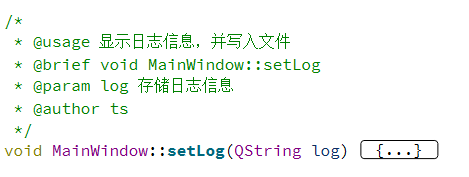 /*
 * @usage 显示日志信息，并写入文件
 * @brief void MainWindow::setLog
 * @param log 存储日志信息
 * @author ts
 */
void MainWindow::setLog(QString log) {...}